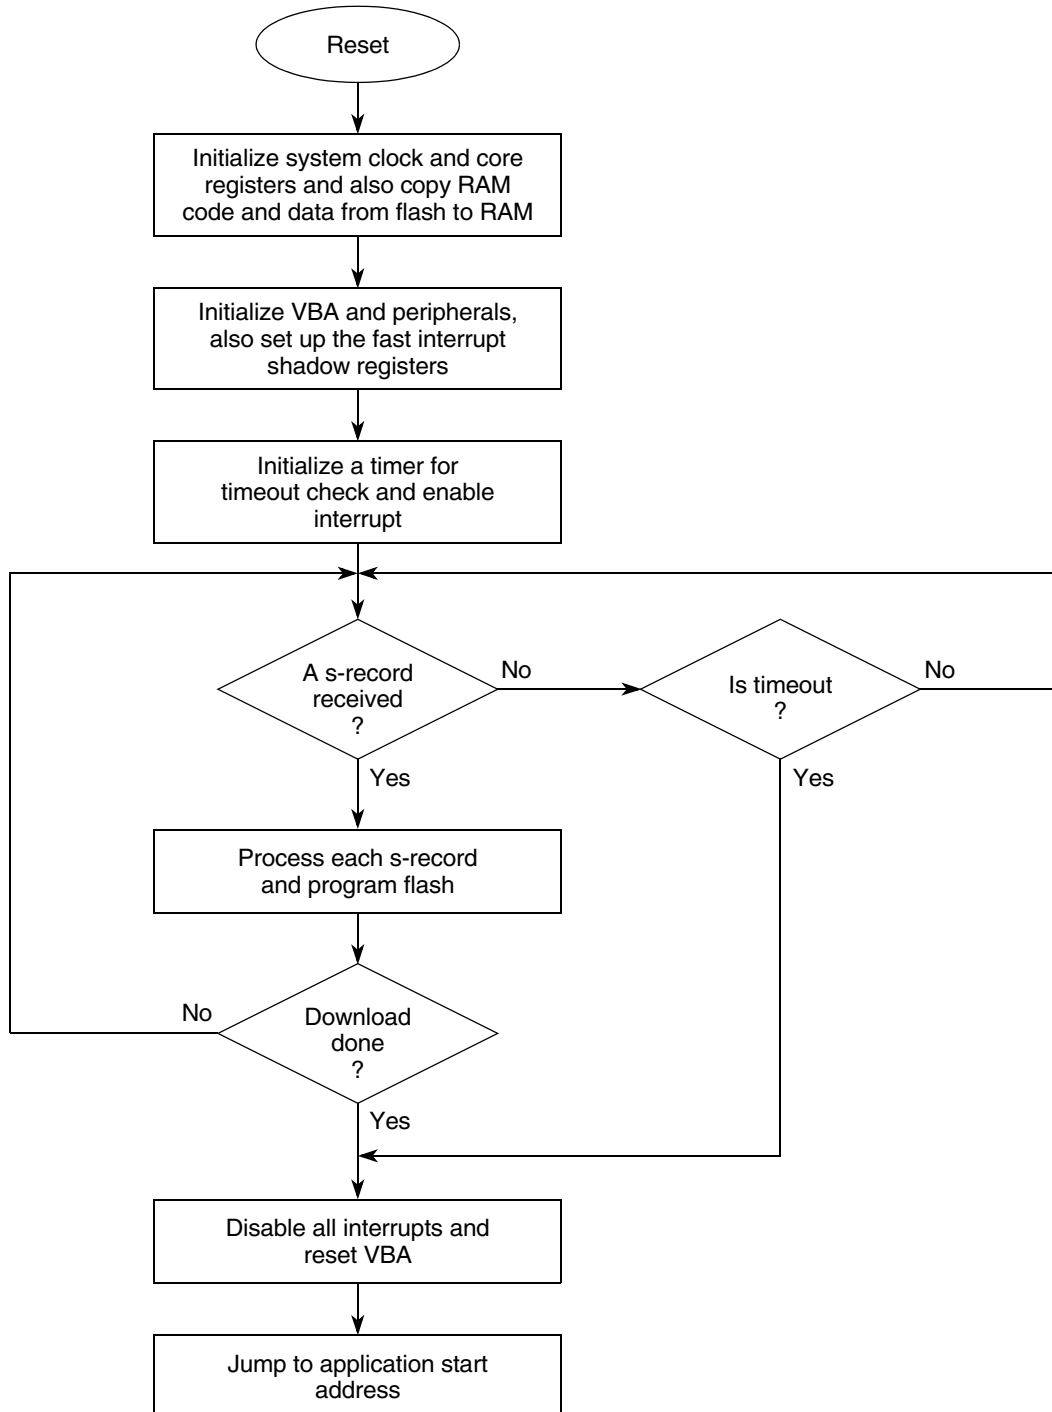 Reset
Initialize system clock and core
registers and also copy RAM
code and data from flash to RAM
Initialize VBA and peripherals,
also set up the fast interrupt
shadow registers
Initialize a timer for
timeout check and enable
interrupt
A s-record
received
?
No
Is timeout
?
No
Yes
Yes
Process each s-record
and program flash
No
Download
done
?
Yes
Disable all interrupts and
reset VBA
Jump to application start
address